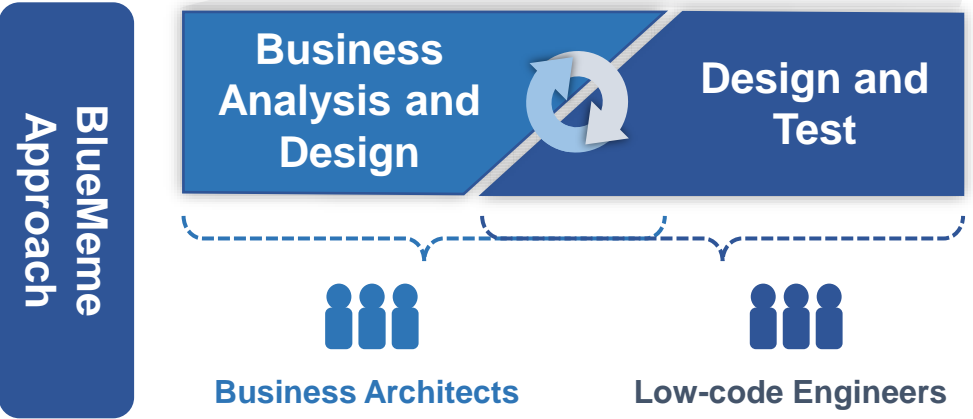 BlueMeme
Approach
Business
Analysis and
Design
Design and
Test
Business Architects
Low-code Engineers